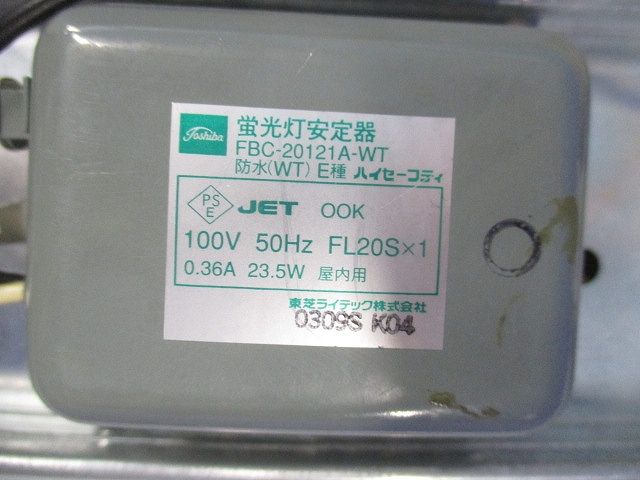 Toshiba
蛍光灯安定器
FBC-20121A-WT
防水(WT) E種 ハイセーフティ
PS
E
JET OOK
100V 50Hz FL20S×1
0.36A 23.5W 屋内用
東芝ライテック株式会社
0309S K04